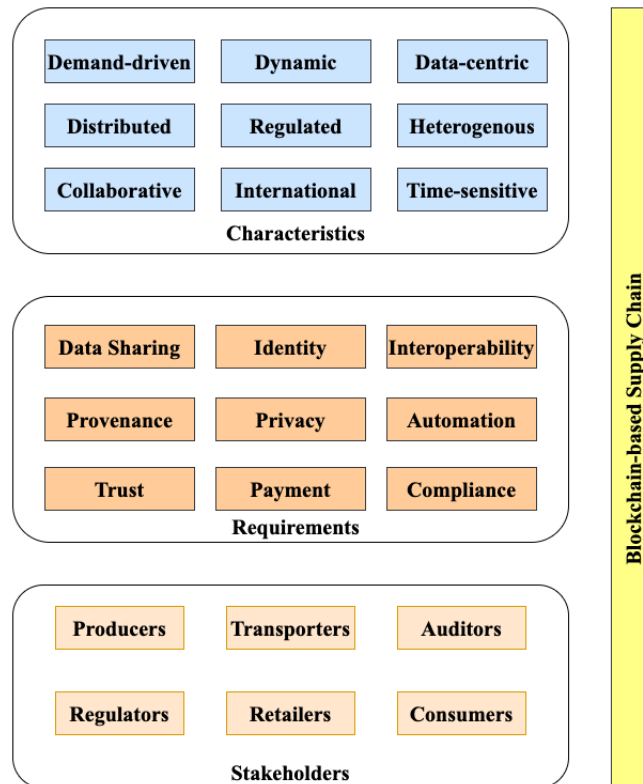 Demand-driven
Dynamic
Data-centric
Distributed
Regulated
Heterogenous
Collaborative
International
Time-sensitive
Characteristics
Data Sharing
Identity
Interoperability
Provenance
Privacy
Automation
Trust
Payment
Compliance
Requirements
Producers
Transporters
Auditors
Regulators
Retailers
Consumers
Stakeholders
Blockchain-based Supply Chain